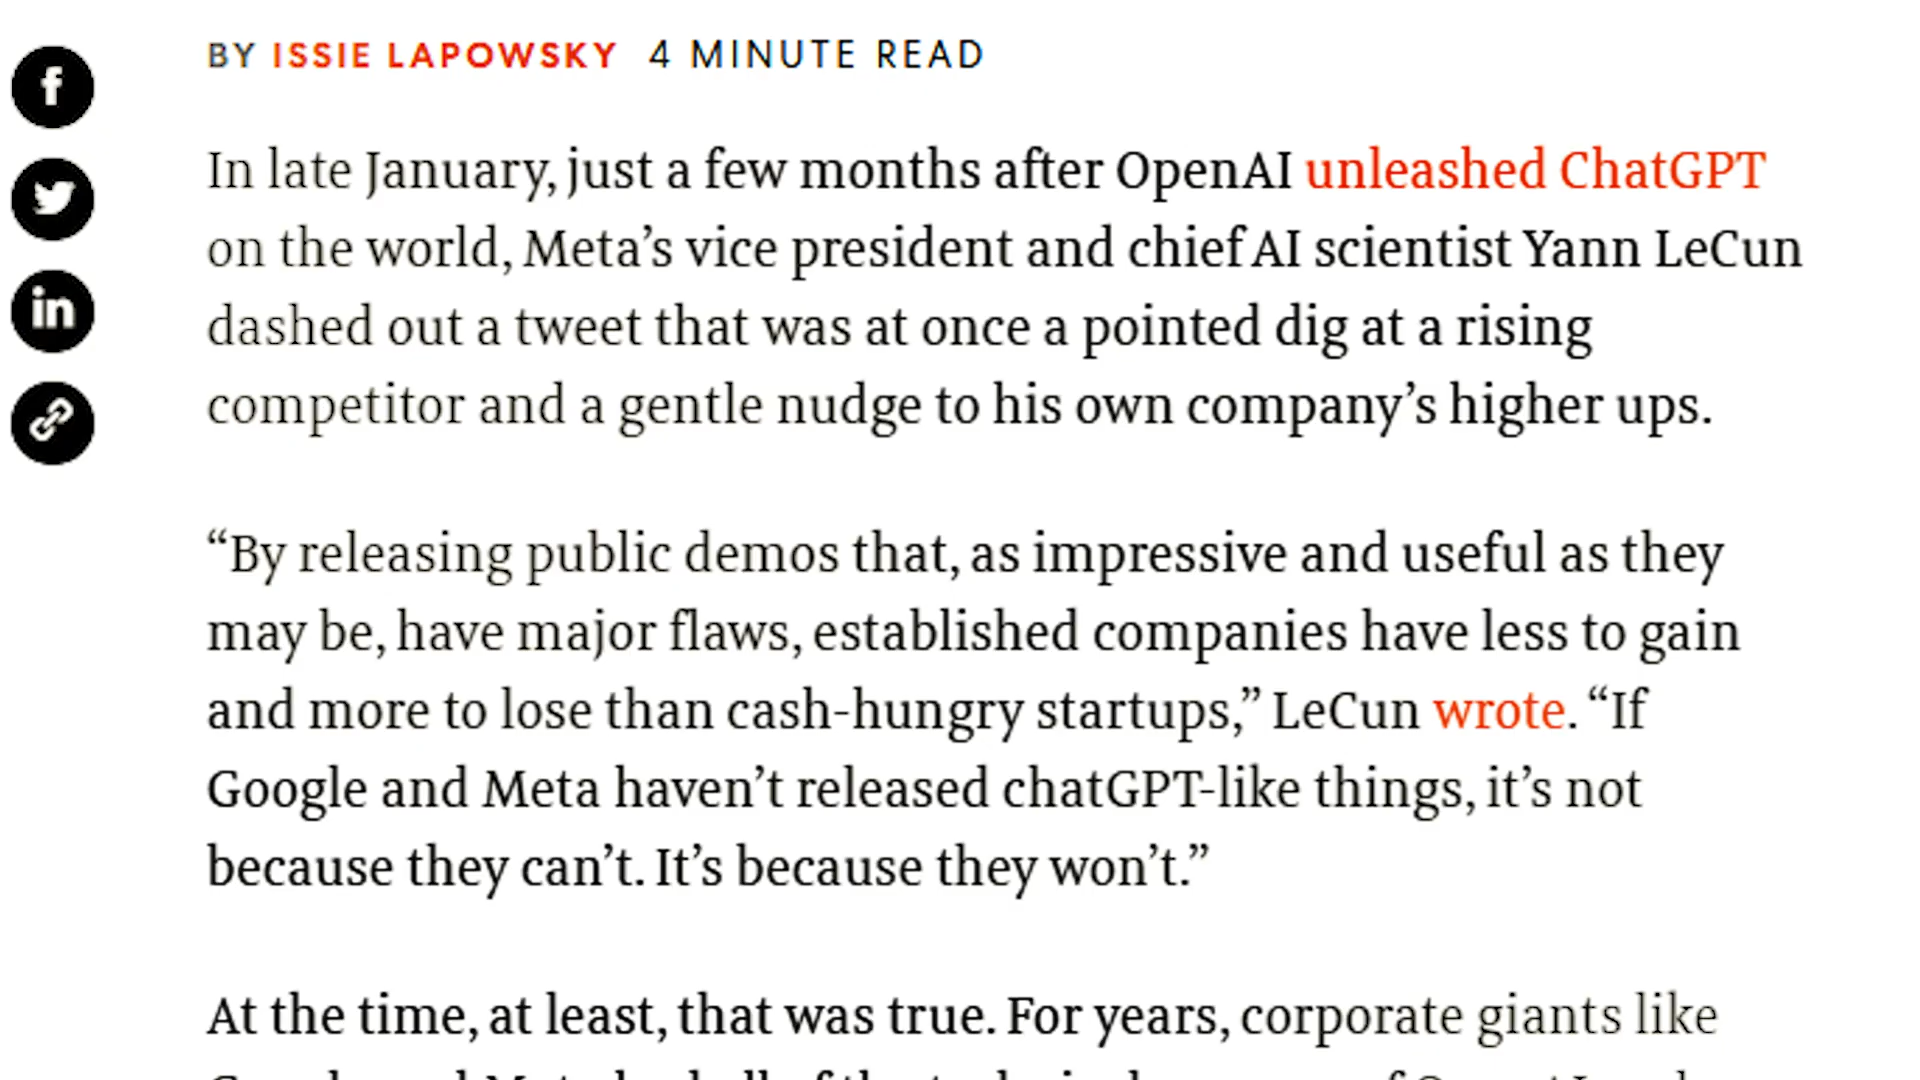 BY ISSIE LAPOWSKY 4 MINUTE READ
In late January, just a few months after OpenAI unleashed ChatGPT
on the world, Meta’s vice president and chief AI scientist Yann LeCun
dashed out a tweet that was at once a pointed dig at a rising
competitor and a gentle nudge to his own company’s higher ups.
“By releasing public demos that, as impressive and useful as they
may be, have major flaws, established companies have less to gain
and more to lose than cash-hungry startups,” LeCun wrote. “If
Google and Meta haven’t released chatGPT-like things, it’s not
because they can’t. It’s because they won’t.”
At the time, at least, that was true. For years, corporate giants like